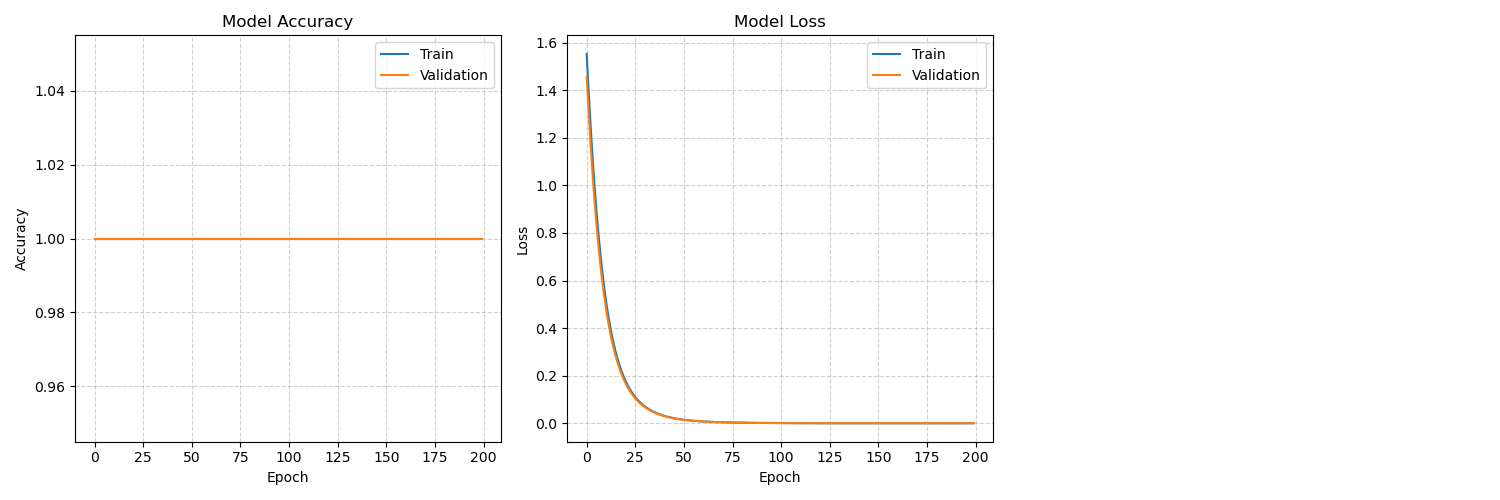 Model Accuracy
Train
Validation
1.04
1.02
1.00
0.98
0.96
Accuracy
0 25 50 75 100 125 150 175 200
Epoch
Model Loss
Train
Validation
1.6
1.4
1.2
1.0
0.8
0.6
0.4
0.2
0.0
Loss
0 25 50 75 100 125 150 175 200
Epoch